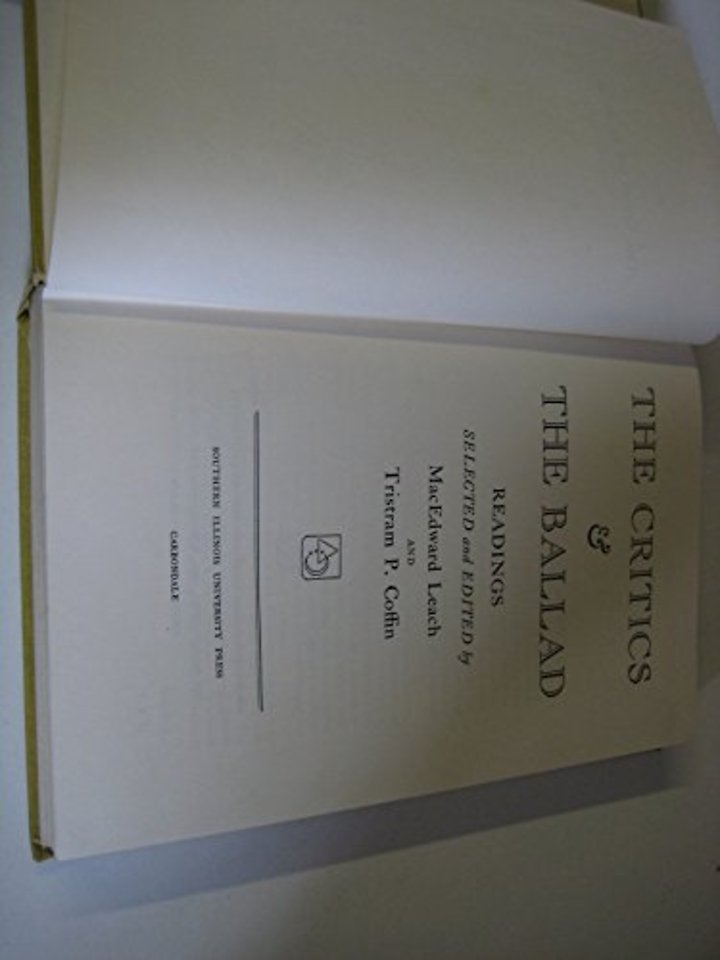 THE CRITICS
&
THE BALLAD
READINGS
SELECTED and EDITED by
MacEdward Leach
AND
Tristram P. Coffin
SOUTHERN ILLINOIS UNIVERSITY PRESS
CARBONDALE